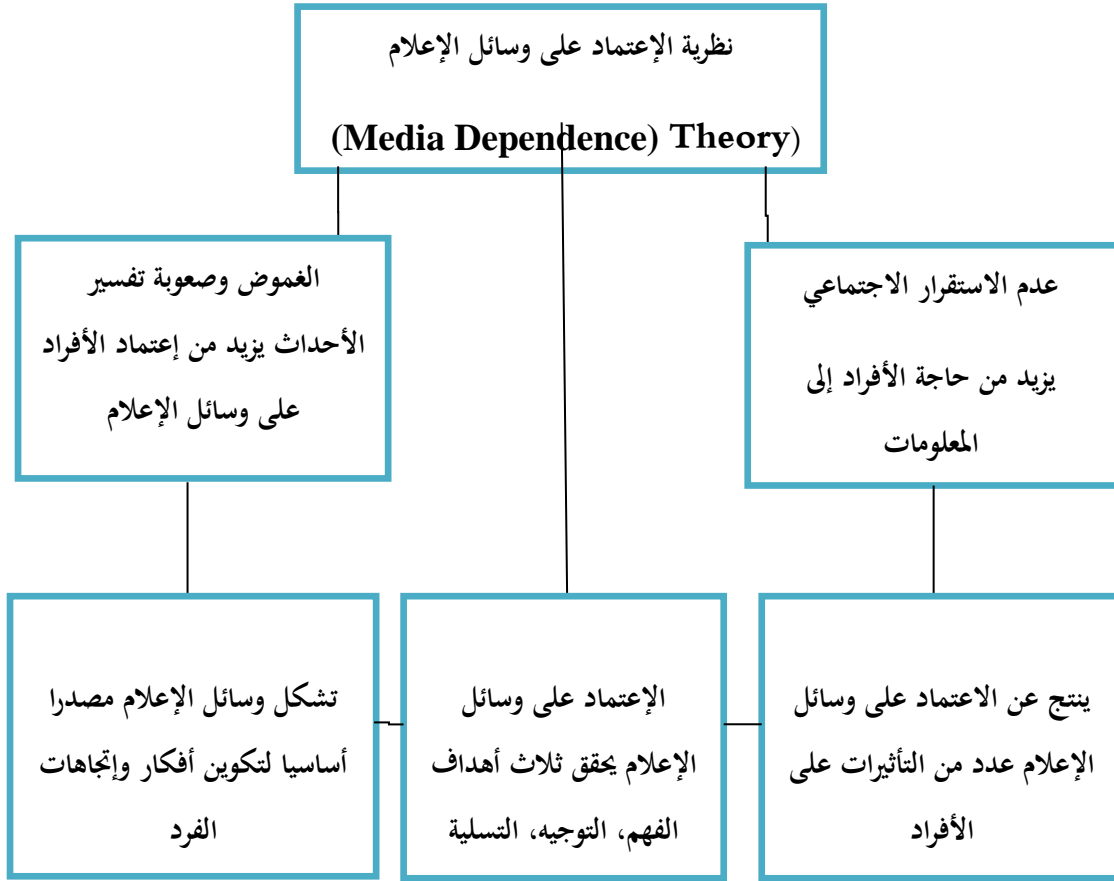 نظرية الإعتماد على وسائل الإعلام
(Media Dependence) Theory)
عدم الاستقرار الاجتماعي
يزيد من حاجة الأفراد إلى
المعلومات
الغموض وصعوبة تفسير
الأحداث يزيد من إعتماد الأفراد
على وسائل الإعلام
ينتج عن الاعتماد على وسائل
الإعلام عدد من التأثيرات على
الأفراد
الإعتماد على وسائل
الإعلام يحقق ثلاث أهداف
الفهم، التوجيه، التسلية
تشكل وسائل الإعلام مصدرا
أساسيا لتكوين أفكار وإتجاهات
الفرد